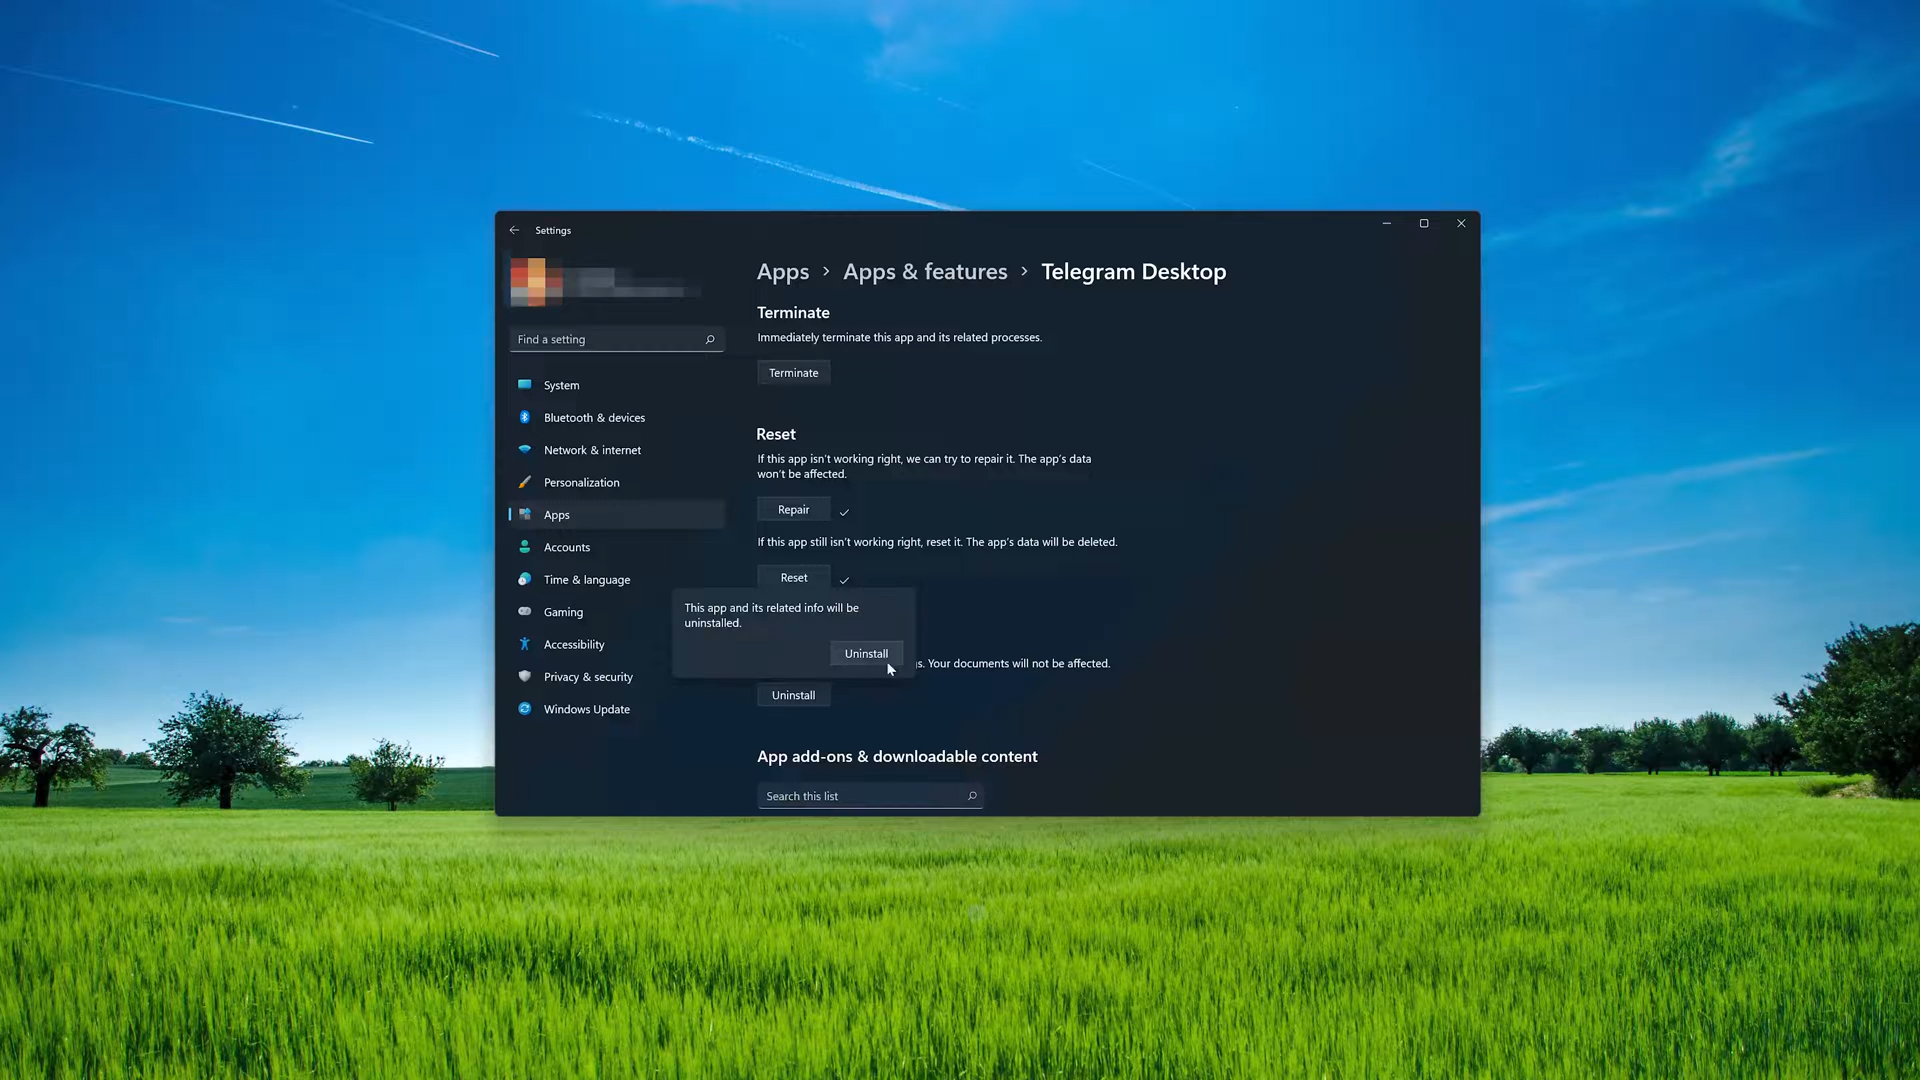 Settings
Find a setting
System
Bluetooth & devices
Network & internet
Personalization
Apps
Accounts
Time & language
Gaming
Accessibility
Privacy & security
Windows Update
Apps › Apps & features › Telegram Desktop
Terminate
Immediately terminate this app and its related processes.
Terminate
Reset
If this app isn't working right, we can try to repair it. The app's data
won't be affected.
Repair
If this app still isn't working right, reset it. The app's data will be deleted.
Reset
This app and its related info will be
uninstalled.
Uninstall
Your documents will not be affected.
Uninstall
App add-ons & downloadable content
Search this list